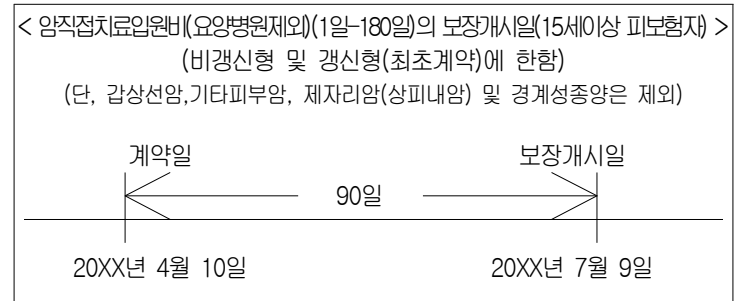 < 암직접치료입원비(요양병원제외)(1일-180일)의 보장개시일(15세이상 피보험자) >
(비갱신형 및 갱신형(최초계약)에 한함)
(단, 갑상선암,기타피부암, 제자리암(상피내암) 및 경계성종양은 제외)
계약일 보장개시일
90일
20XX년 4월 10일 20XX년 7월 9일